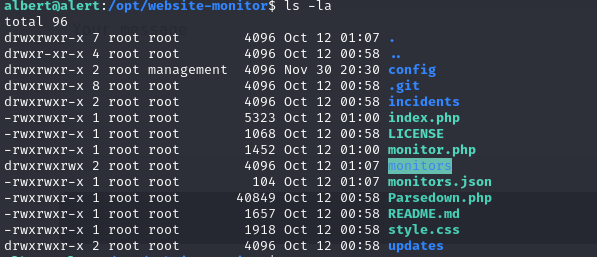 albert@alert:/opt/website-monitor$ ls -la
total 96
drwxrwxr-x 7 root root        4096 Oct 12 01:07 .
drwxr-xr-x 4 root root        4096 Oct 12 00:58 ..
drwxrwxr-x 2 root management  4096 Nov 30 20:30 config
drwxrwxr-x 8 root root        4096 Oct 12 00:58 .git
drwxrwxr-x 2 root root        4096 Oct 12 00:58 incidents
-rwxrwxr-x 1 root root        5323 Oct 12 01:00 index.php
-rwxrwxr-x 1 root root        1068 Oct 12 00:58 LICENSE
-rwxrwxr-x 1 root root        1452 Oct 12 01:00 monitor.php
drwxrwxrwx 2 root root        4096 Oct 12 01:07 monitors
-rwxrwxr-x 1 root root         104 Oct 12 01:07 monitors.json
-rwxrwxr-x 1 root root       40849 Oct 12 00:58 Parsedown.php
-rwxrwxr-x 1 root root        1657 Oct 12 00:58 README.md
-rwxrwxr-x 1 root root        1918 Oct 12 00:58 style.css
drwxrwxr-x 2 root root        4096 Oct 12 00:58 updates